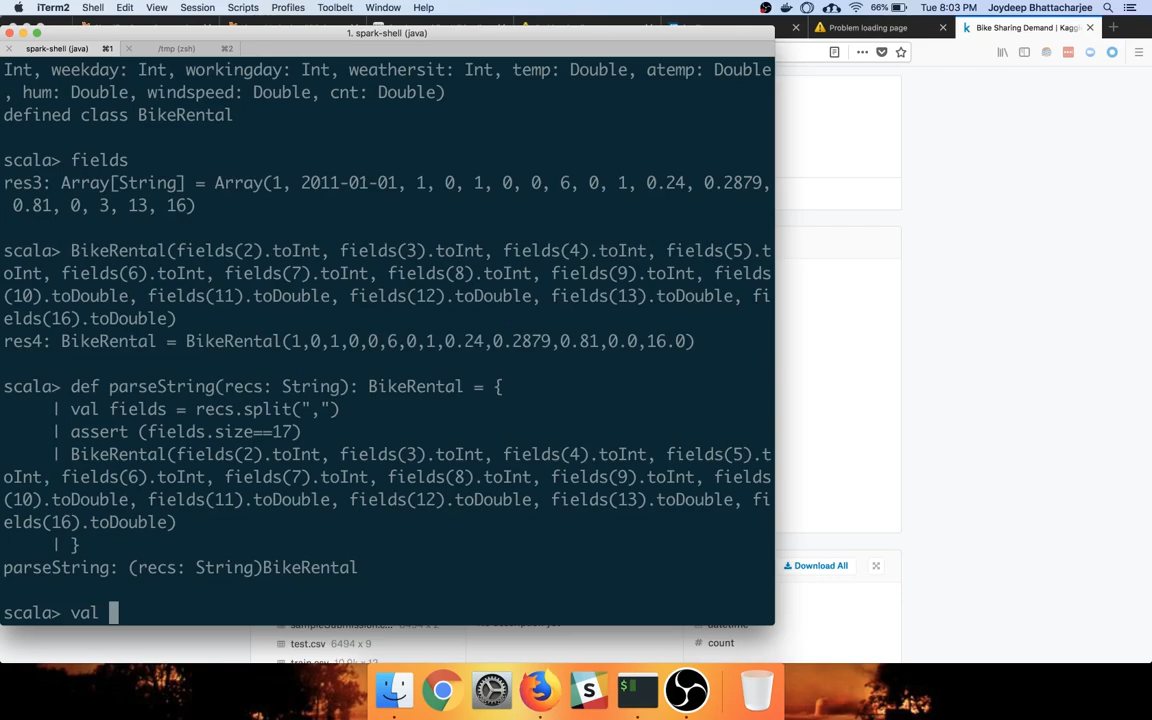 iTerm2 Shell Edit View Session Scripts Profiles Toolbelt Window Help 66% Tue 8:03 PM Joydeep Bhattacharjee
1. spark-shell (java)
Problem loading page
Bike Sharing Demand | Kaggl
spark-shell (java) ⌘1 /tmp (zsh) ⌘2
Int, weekday: Int, workingday: Int, weathersit: Int, temp: Double, atemp: Double
, hum: Double, windspeed: Double, cnt: Double)
defined class BikeRental
scala> fields
res3: Array[String] = Array(1, 2011-01-01, 1, 0, 1, 0, 0, 6, 0, 1, 0.24, 0.2879,
0.81, 0, 3, 13, 16)
scala> BikeRental(fields(2).toInt, fields(3).toInt, fields(4).toInt, fields(5).t
oInt, fields(6).toInt, fields(7).toInt, fields(8).toInt, fields(9).toInt, fields
(10).toDouble, fields(11).toDouble, fields(12).toDouble, fields(13).toDouble, fi
elds(16).toDouble)
res4: BikeRental = BikeRental(1,0,1,0,0,6,0,1,0.24,0.2879,0.81,0.0,16.0)
scala> def parseString(recs: String): BikeRental = {
| val fields = recs.split(",")
| assert (fields.size==17)
| BikeRental(fields(2).toInt, fields(3).toInt, fields(4).toInt, fields(5).t
oInt, fields(6).toInt, fields(7).toInt, fields(8).toInt, fields(9).toInt, fields
(10).toDouble, fields(11).toDouble, fields(12).toDouble, fields(13).toDouble, fi
elds(16).toDouble)
| }
parseString: (recs: String)BikeRental
scala> val
Download All
test.csv 6494 x 9
count